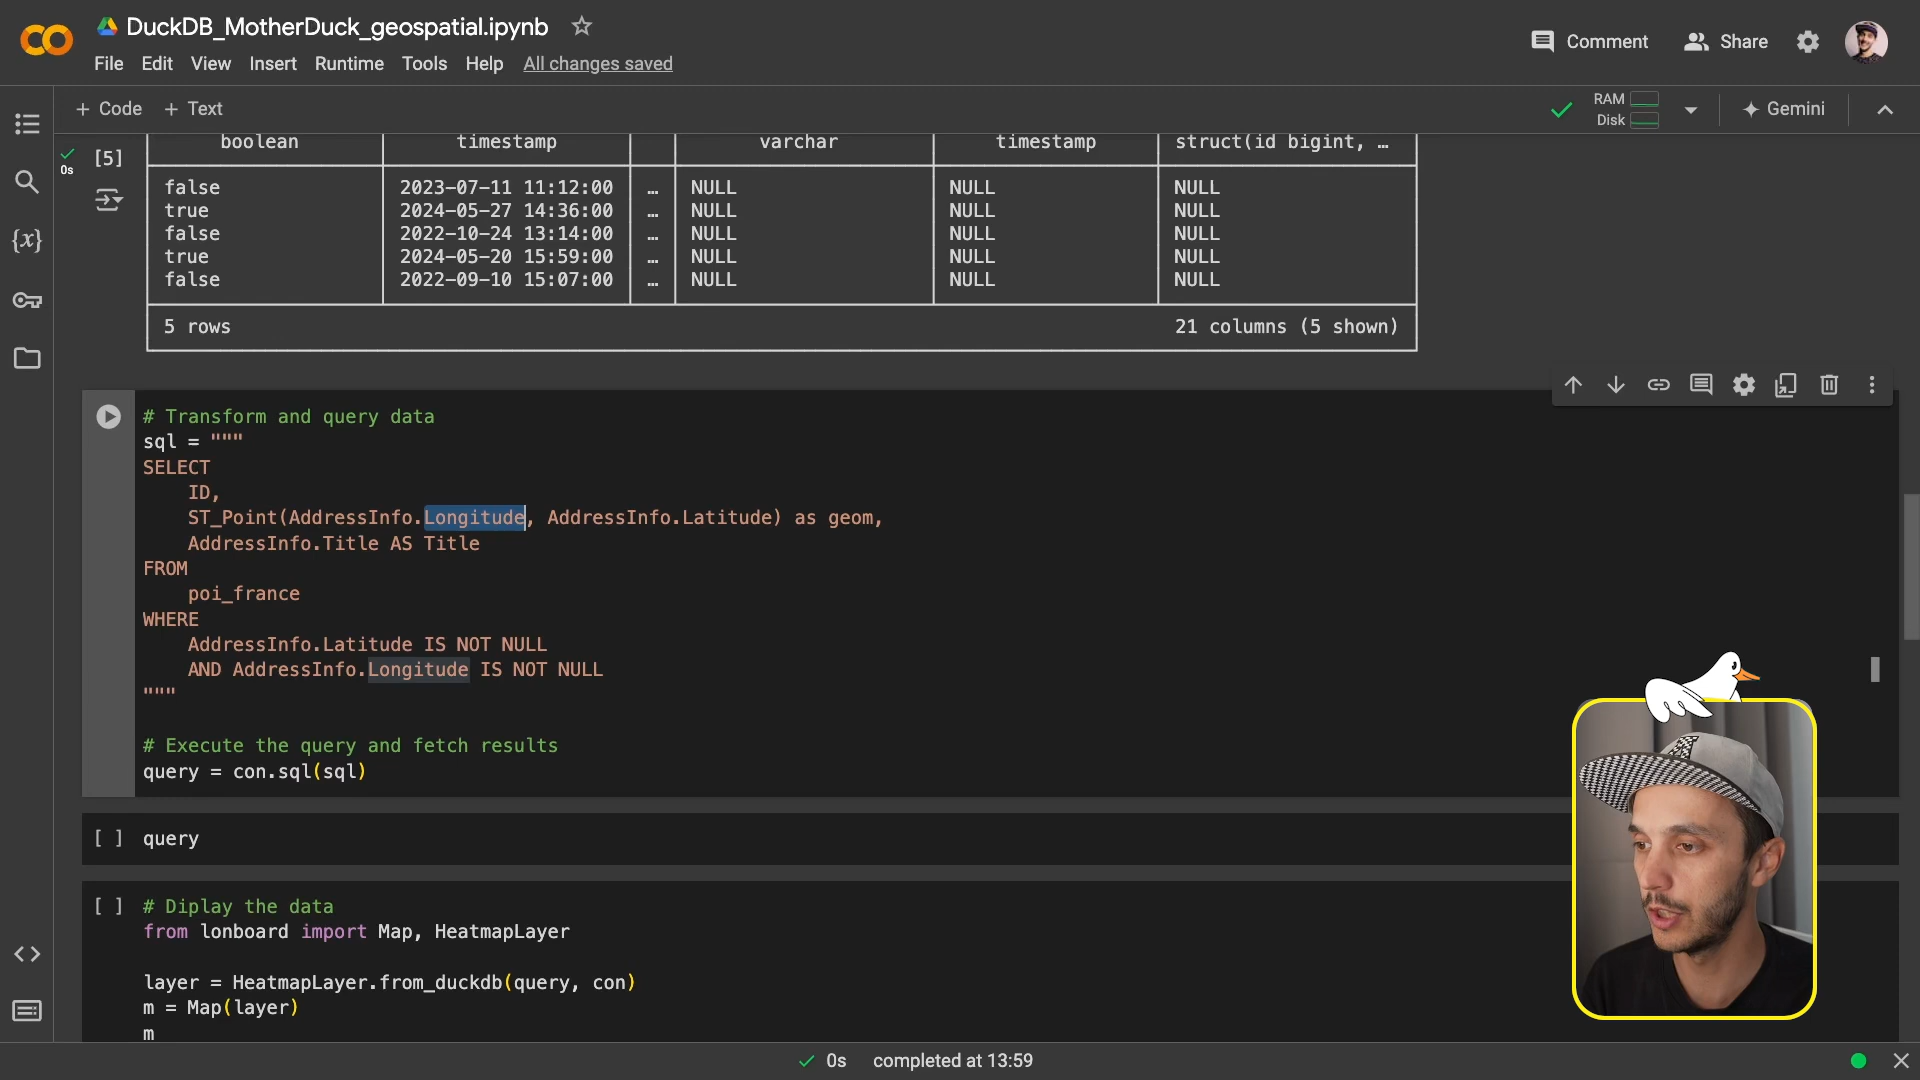 DuckDB_MotherDuck_geospatial.ipynb
Comment
Share
File Edit View Insert Runtime Tools Help All changes saved
+ Code + Text
RAM
Disk
Gemini
0s
[5]
boolean timestamp varchar timestamp struct(id bigint, …
false 2023-07-11 11:12:00 … NULL NULL NULL
true 2024-05-27 14:36:00 … NULL NULL NULL
false 2022-10-24 13:14:00 … NULL NULL NULL
true 2024-05-20 15:59:00 … NULL NULL NULL
false 2022-09-10 15:07:00 … NULL NULL NULL
5 rows 21 columns (5 shown)
# Transform and query data
sql = """
SELECT
ID,
ST_Point(AddressInfo.Longitude, AddressInfo.Latitude) as geom,
AddressInfo.Title AS Title
FROM
poi_france
WHERE
AddressInfo.Latitude IS NOT NULL
AND AddressInfo.Longitude IS NOT NULL
"""
# Execute the query and fetch results
query = con.sql(sql)
[ ] query
[ ] # Diplay the data
from lonboard import Map, HeatmapLayer
layer = HeatmapLayer.from_duckdb(query, con)
m = Map(layer)
m
0s completed at 13:59